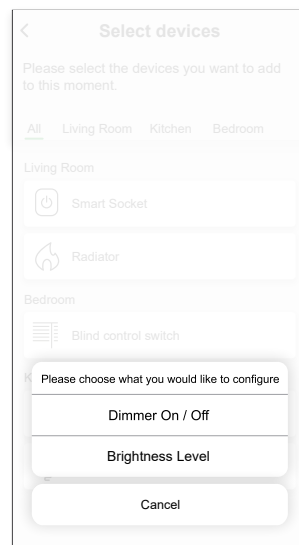 Select devices
Please select the devices you want to add
to this moment.
All Living Room Kitchen Bedroom
Living Room
Smart Socket
Radiator
Bedroom
Blind control switch
Please choose what you would like to configure
Dimmer On / Off
Brightness Level
Cancel